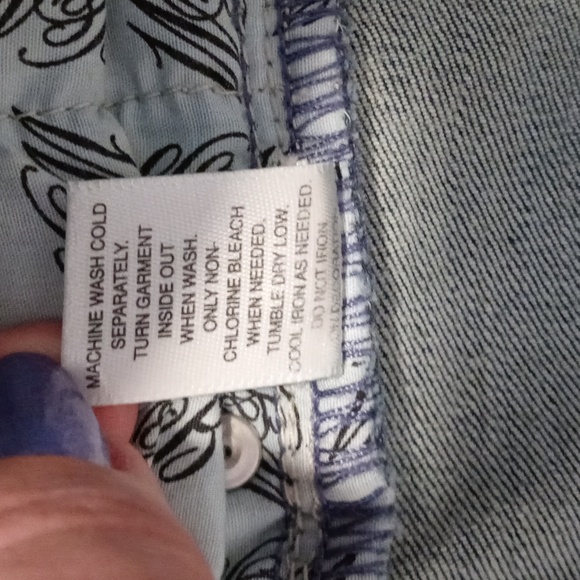 MACHINE WASH COLD
SEPARATELY.
TURN GARMENT
INSIDE OUT
WHEN WASH.
ONLY NON-
CHLORINE BLEACH
WHEN NEEDED.
TUMBLE DRY LOW.
COOL IRON AS NEEDED.
DO NOT IRON